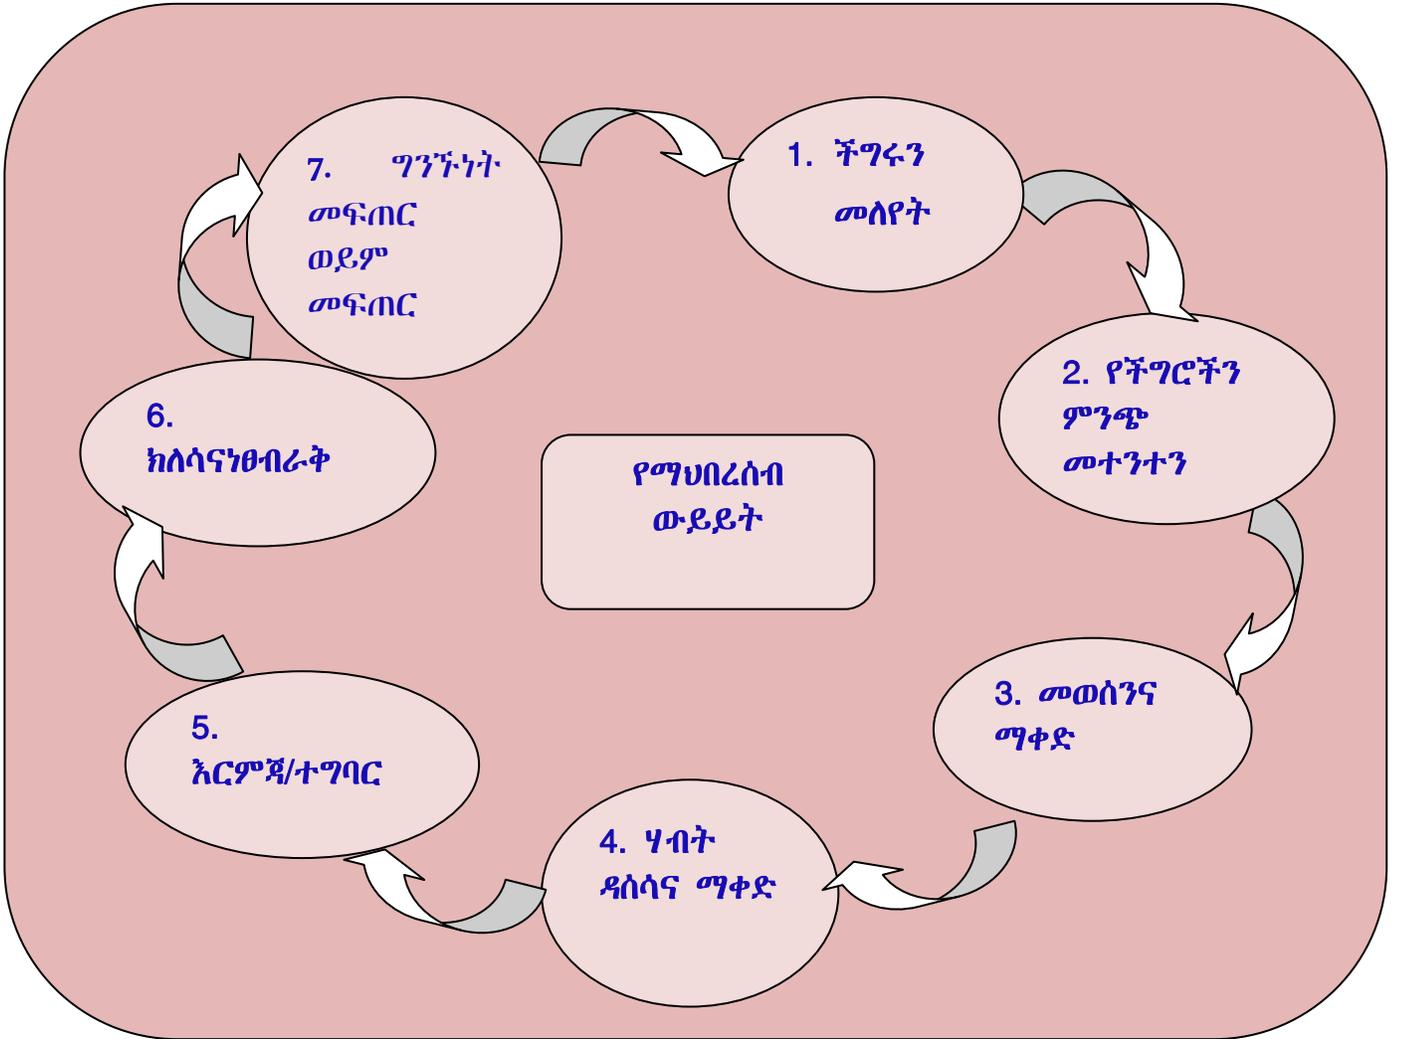 1. ችግሩን
መለየት
2. የችግሮችን
ምንጭ
መተንተን
3. መወሰንና
ማቀድ
4. ሃብት
ዳሰሳና ማቀድ
5.
እርምጃ/ተግባር
6.
ክለሳናነፀብራቅ
7. ግንኙነት
መፍጠር
ወይም
መፍጠር
የማህበረሰብ
ውይይት